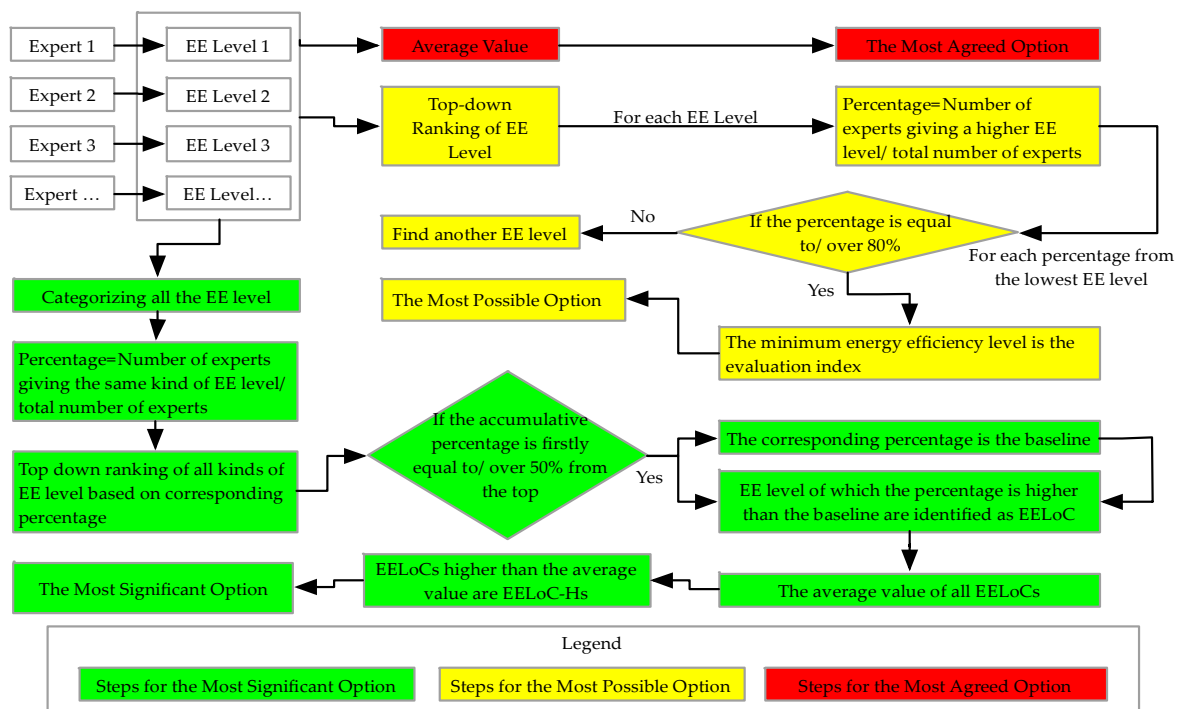 Expert 1
EE Level 1
Average Value
The Most Agreed Option
Expert 2
EE Level 2
Top-down
Ranking of EE
Level
For each EE Level
Percentage=Number of
experts giving a higher EE
level/ total number of experts
Expert 3
EE Level 3
Expert …
EE Level…
Find another EE level
No
If the percentage is equal
to/ over 80%
For each percentage from
the lowest EE level
Yes
The Most Possible Option
The minimum energy efficiency level is the
evaluation index
Categorizing all the EE level
Percentage=Number of experts
giving the same kind of EE level/
total number of experts
Top down ranking of all kinds of
EE level based on corresponding
percentage
If the accumulative
percentage is firstly
equal to/ over 50% from
the top
Yes
The corresponding percentage is the baseline
EE level of which the percentage is higher
than the baseline are identified as EELoC
The average value of all EELoCs
EELoCs higher than the average
value are EELoC-Hs
The Most Significant Option
Legend
Steps for the Most Significant Option
Steps for the Most Possible Option
Steps for the Most Agreed Option